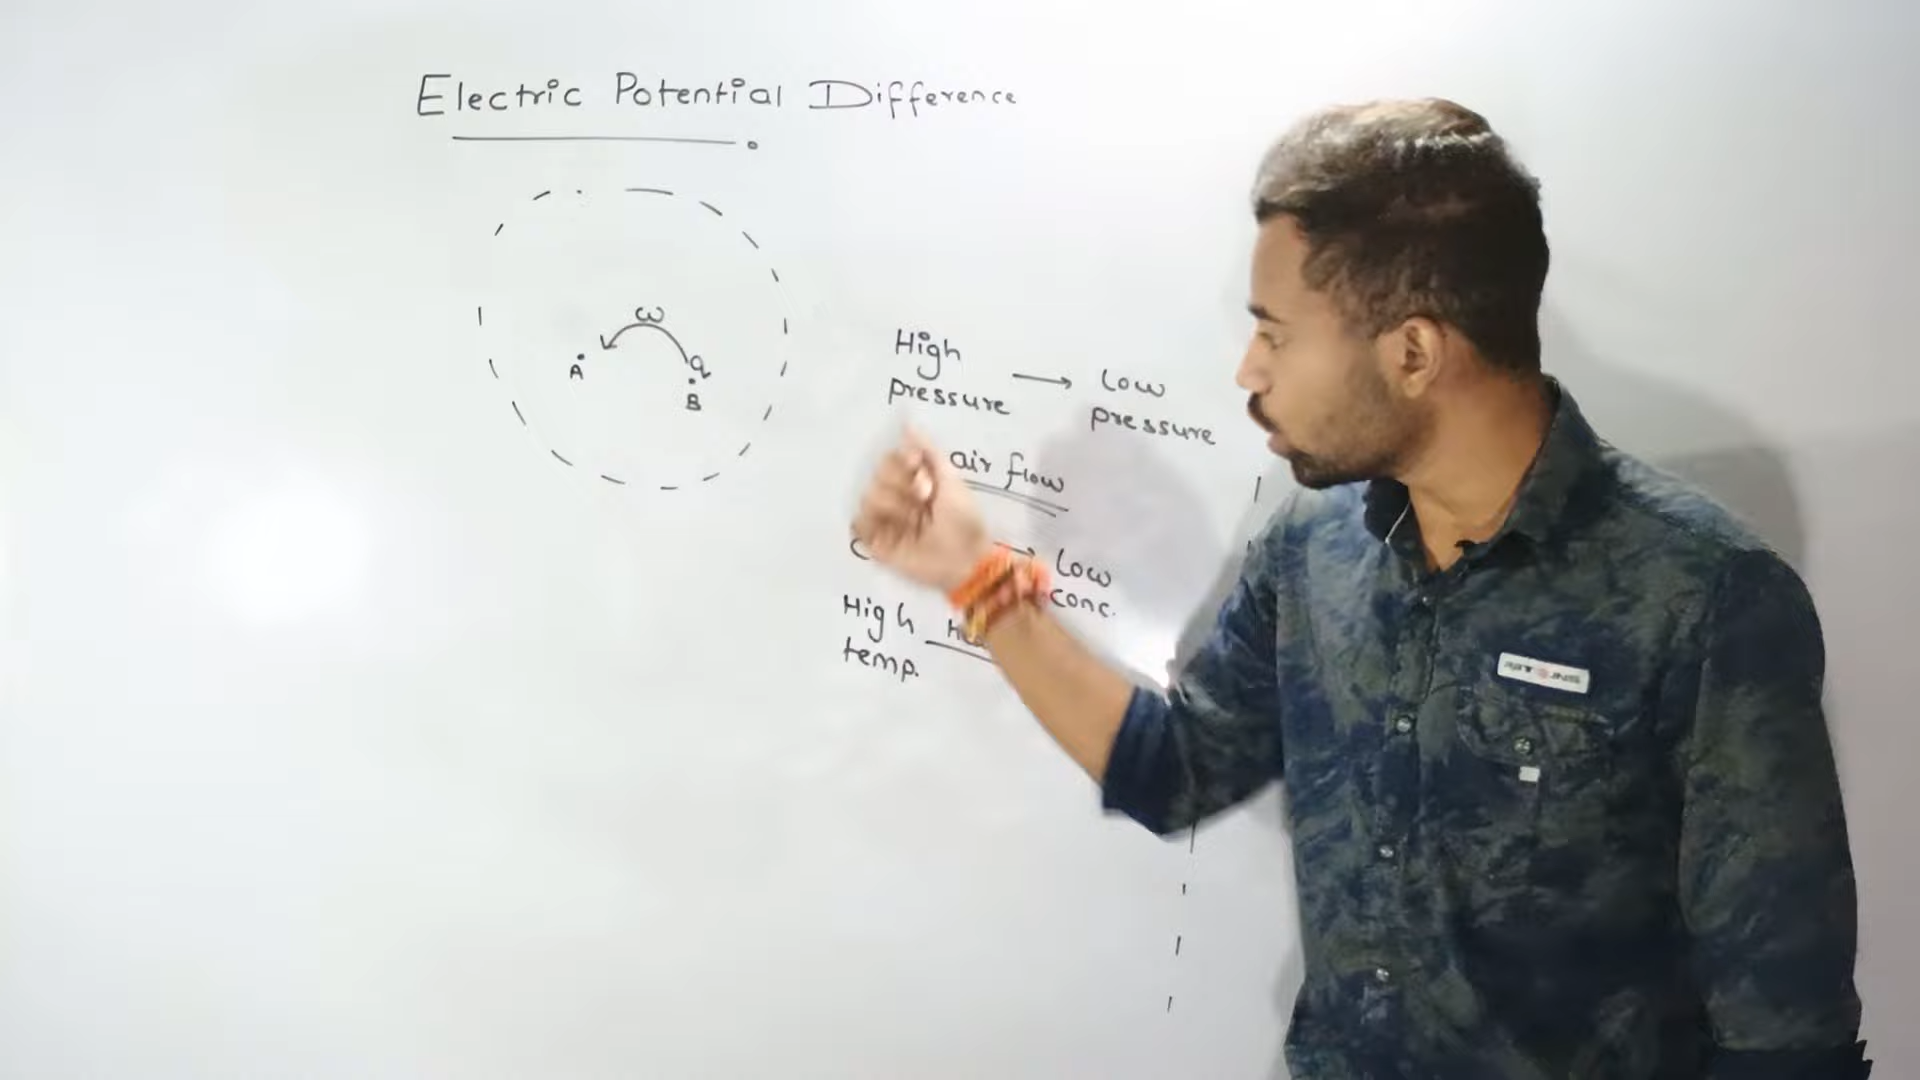 Electric Potential Difference
ω
A
q
B
High
pressure
→
Low
pressure
air flow
Low
conc.
High
temp.